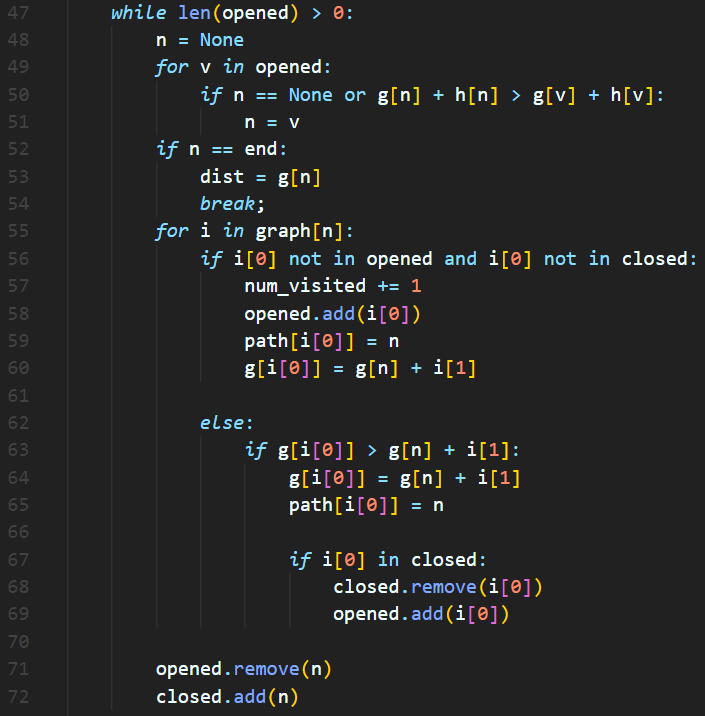 47 while len(opened) > 0:
48 n = None
49 for v in opened:
50 if n == None or g[n] + h[n] > g[v] + h[v]:
51 n = v
52 if n == end:
53 dist = g[n]
54 break;
55 for i in graph[n]:
56 if i[0] not in opened and i[0] not in closed:
57 num_visited += 1
58 opened.add(i[0])
59 path[i[0]] = n
60 g[i[0]] = g[n] + i[1]
61
62 else:
63 if g[i[0]] > g[n] + i[1]:
64 g[i[0]] = g[n] + i[1]
65 path[i[0]] = n
66
67 if i[0] in closed:
68 closed.remove(i[0])
69 opened.add(i[0])
70
71 opened.remove(n)
72 closed.add(n)